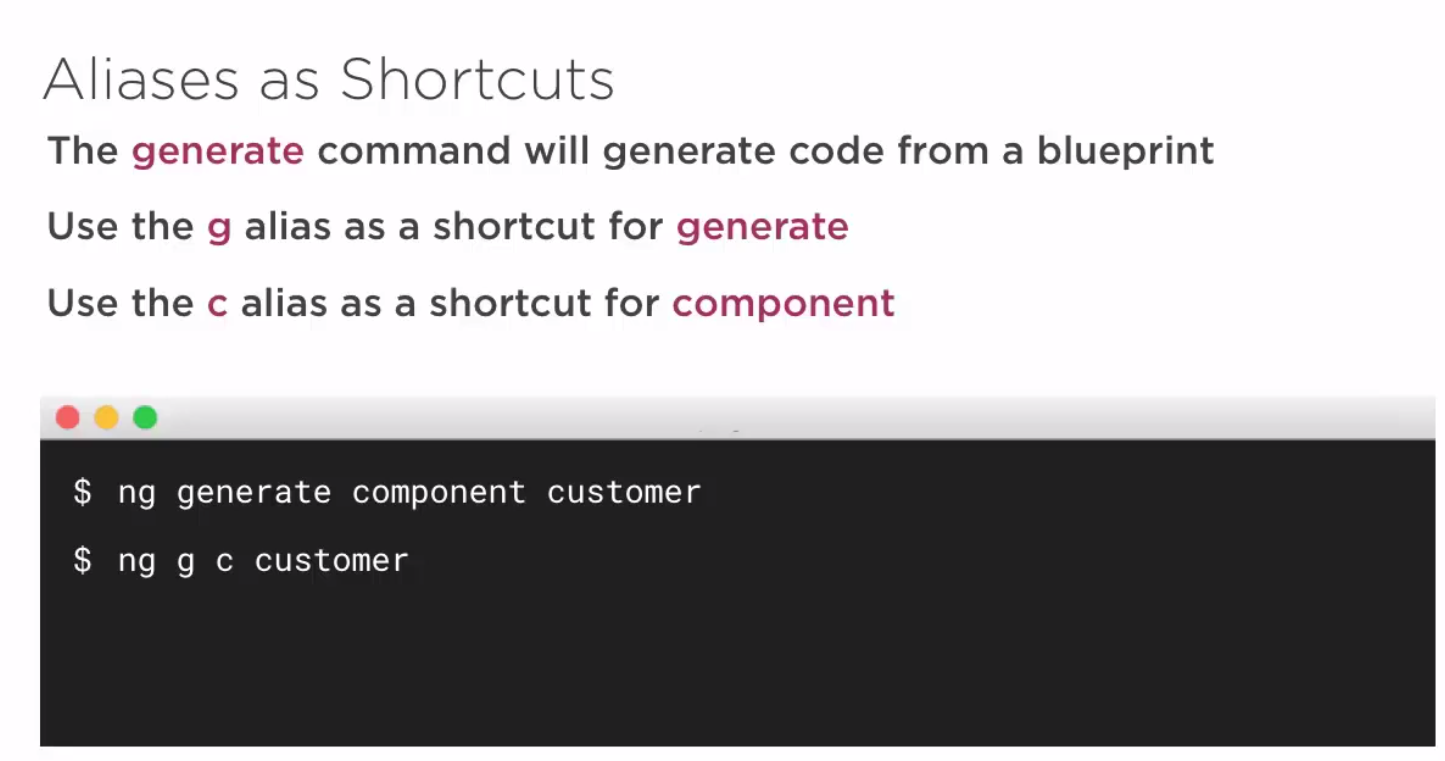 Aliases as Shortcuts
The generate command will generate code from a blueprint
Use the g alias as a shortcut for generate
Use the c alias as a shortcut for component
$ ng generate component customer
$ ng g c customer